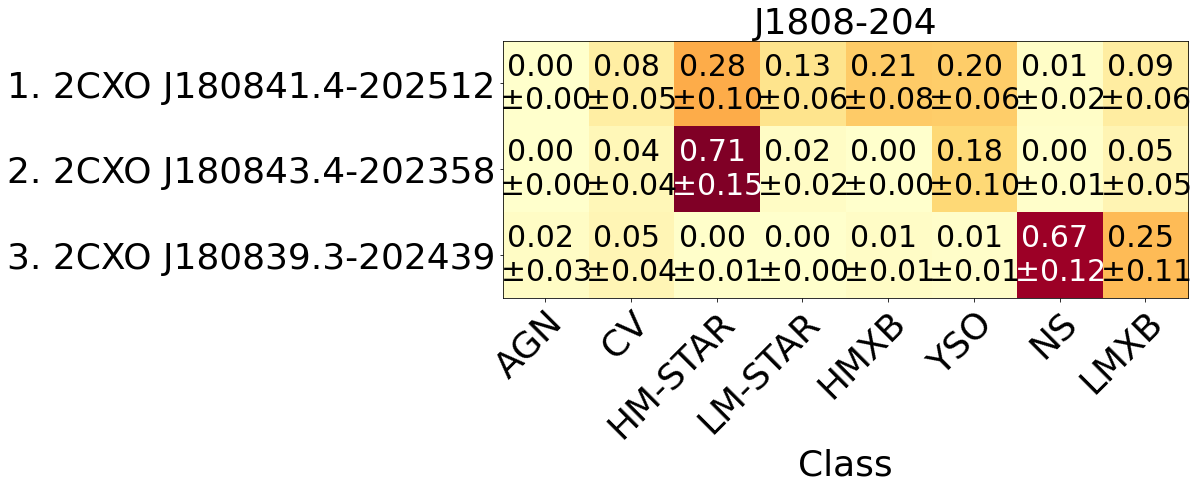 J1808-204
1. 2CXO J180841.4-202512
0.00 0.08 0.28 0.13 0.21 0.20 0.01 0.09
±0.00 ±0.05 ±0.10 ±0.06 ±0.08 ±0.06 ±0.02 ±0.06
2. 2CXO J180843.4-202358
0.00 0.04 0.71 0.02 0.00 0.18 0.00 0.05
±0.00 ±0.04 ±0.15 ±0.02 ±0.00 ±0.10 ±0.01 ±0.05
3. 2CXO J180839.3-202439
0.02 0.05 0.00 0.00 0.01 0.01 0.67 0.25
±0.03 ±0.04 ±0.01 ±0.00 ±0.01 ±0.01 ±0.12 ±0.11
AGN CV HM-STAR LM-STAR HMXB YSO NS LMXB
Class